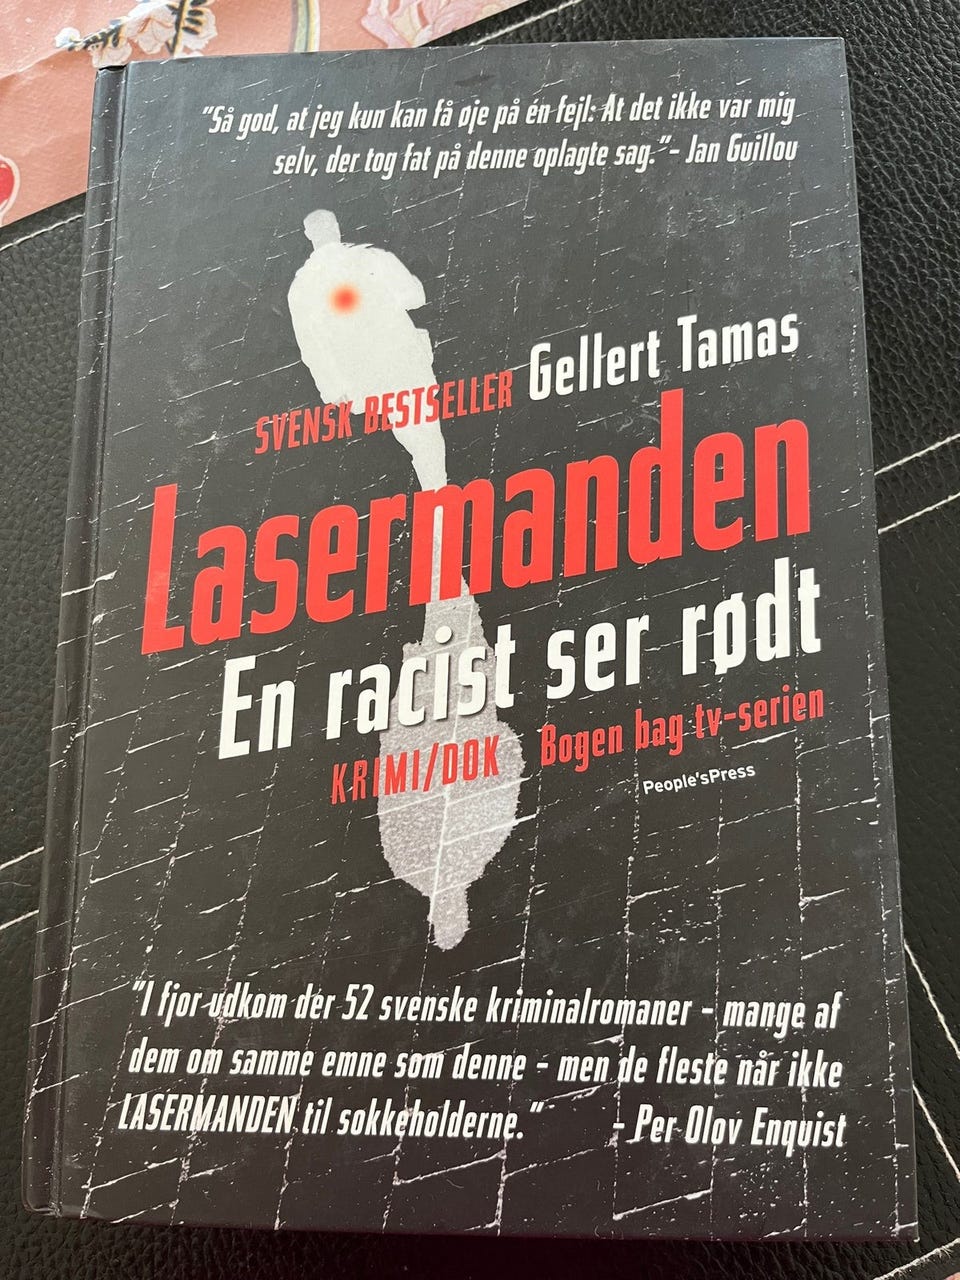 "Så god, at jeg kun kan få øje på én fejl: At det ikke var mig
selv, der tog fat på denne oplagte sag." - Jan Guillou
SVENSK BESTSELLER Gellert Tamas
Lasermanden
En racist ser rødt
KRIMI/DOK Bogen bag tv-serien
People'sPress
"I fjor udkom der 52 svenske kriminalromaner - mange af
dem om samme emne som denne - men de fleste når ikke
LASERMANDEN til sokkeholderne." - Per Olov Enquist